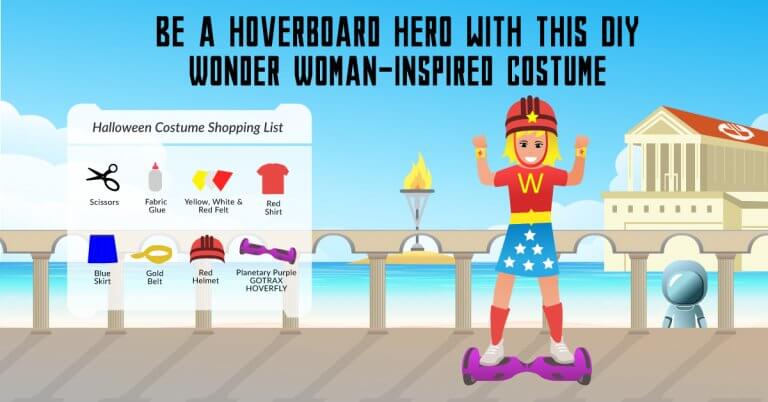 BE A HOVERBOARD HERO WITH THIS DIY
WONDER WOMAN-INSPIRED COSTUME
Halloween Costume Shopping List
Scissors
Fabric
Glue
Yellow, White &
Red Felt
Red
Shirt
Blue
Skirt
Gold
Belt
Red
Helmet
Planetary Purple
GOTRAX
HOVERFLY
W